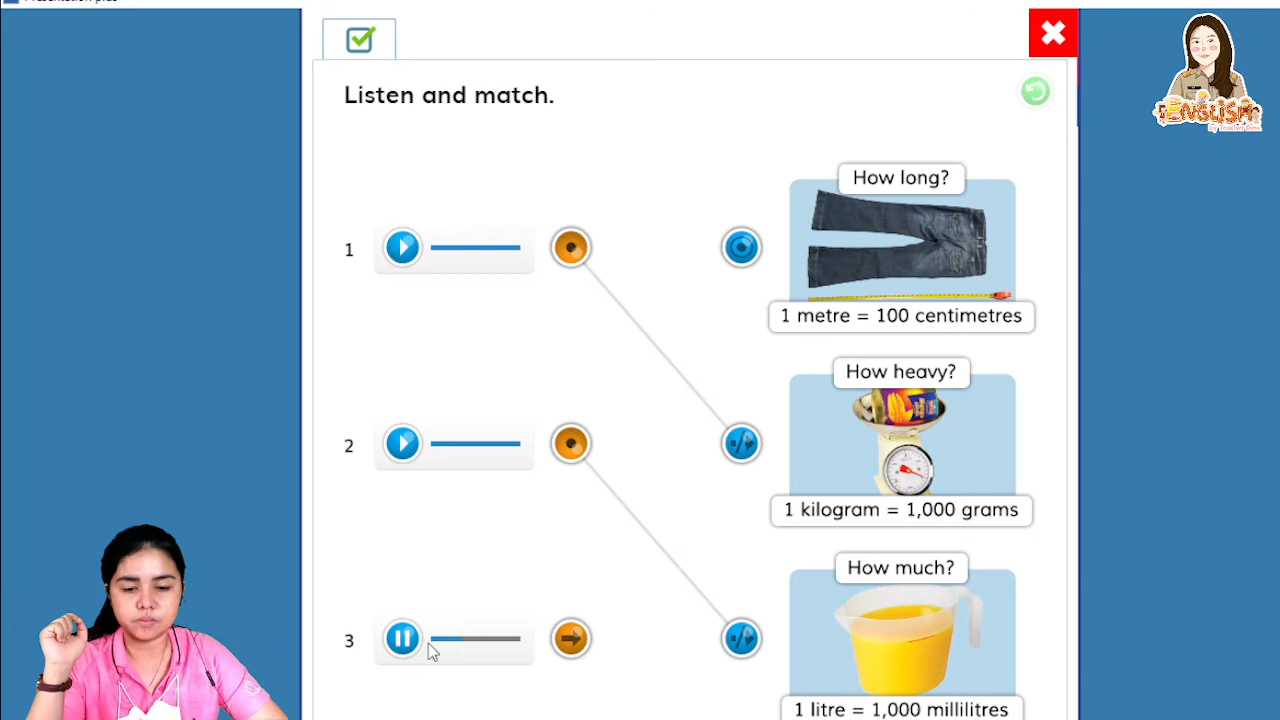 Listen and match.
How long?
1
1 metre = 100 centimetres
How heavy?
2
1 kilogram = 1,000 grams
How much?
3
1 litre = 1,000 millilitres
ENGLISH